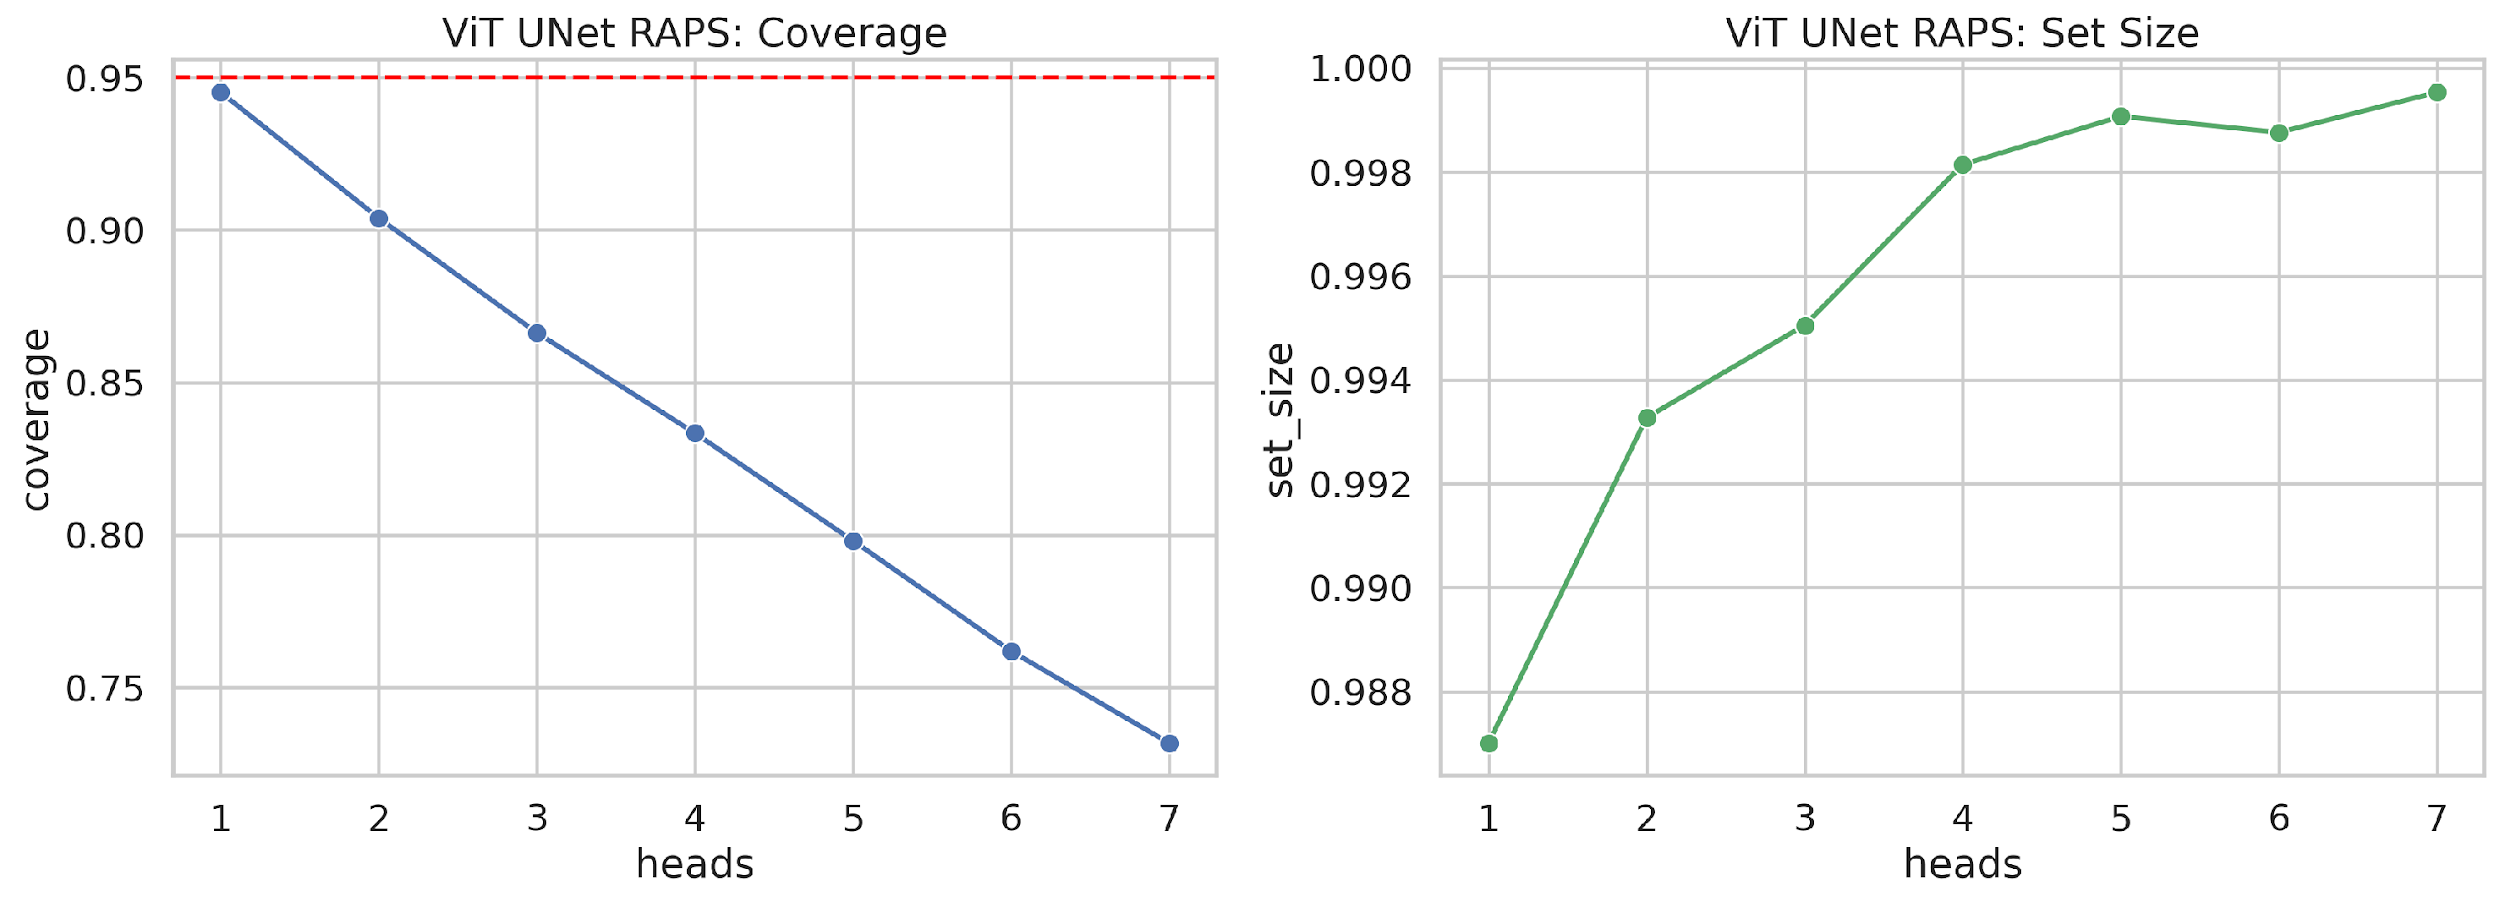 ViT UNet RAPS: Coverage
0.95
0.90
0.85
0.80
0.75
coverage
1 2 3 4 5 6 7
heads
ViT UNet RAPS: Set Size
1.000
0.998
0.996
0.994
0.992
0.990
0.988
set_size
1 2 3 4 5 6 7
heads